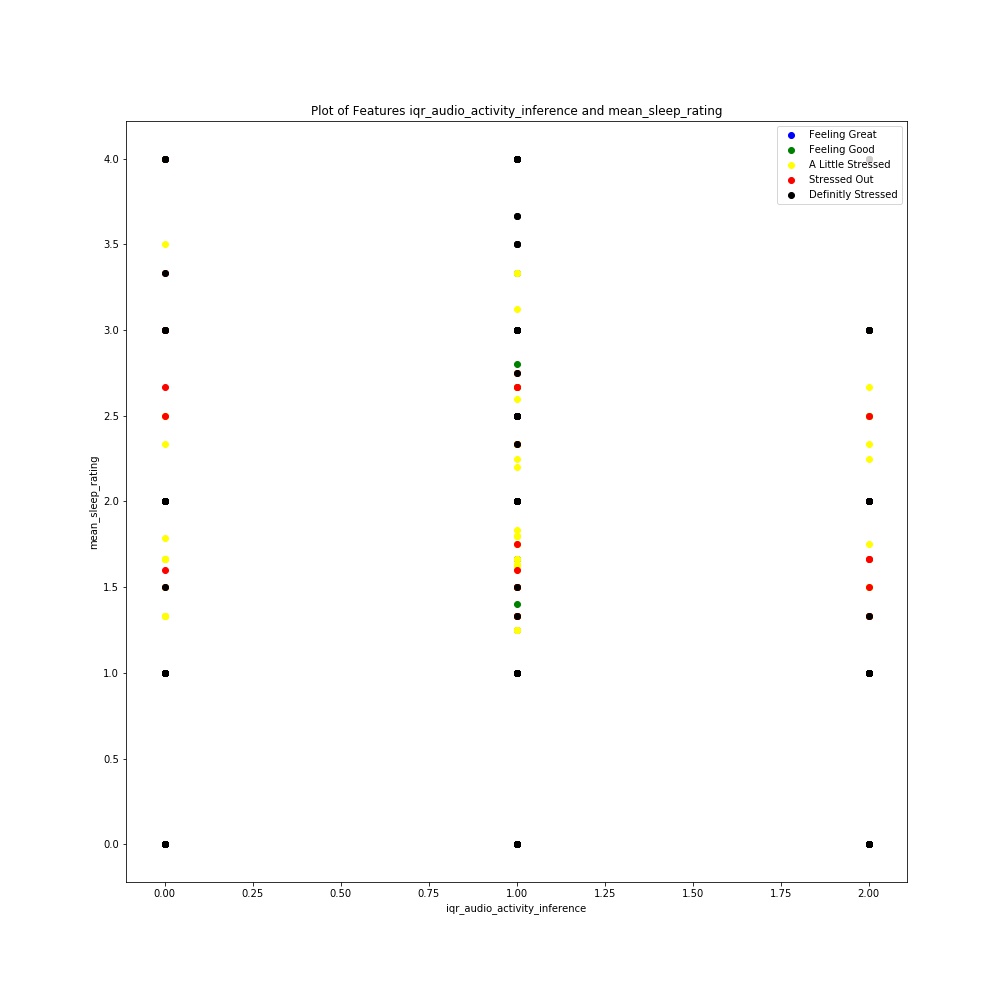 Plot of Features iqr_audio_activity_inference and mean_sleep_rating
Feeling Great
Feeling Good
A Little Stressed
Stressed Out
Definitly Stressed
mean_sleep_rating
4.0
3.5
3.0
2.5
2.0
1.5
1.0
0.5
0.0
0.00 0.25 0.50 0.75 1.00 1.25 1.50 1.75 2.00
iqr_audio_activity_inference